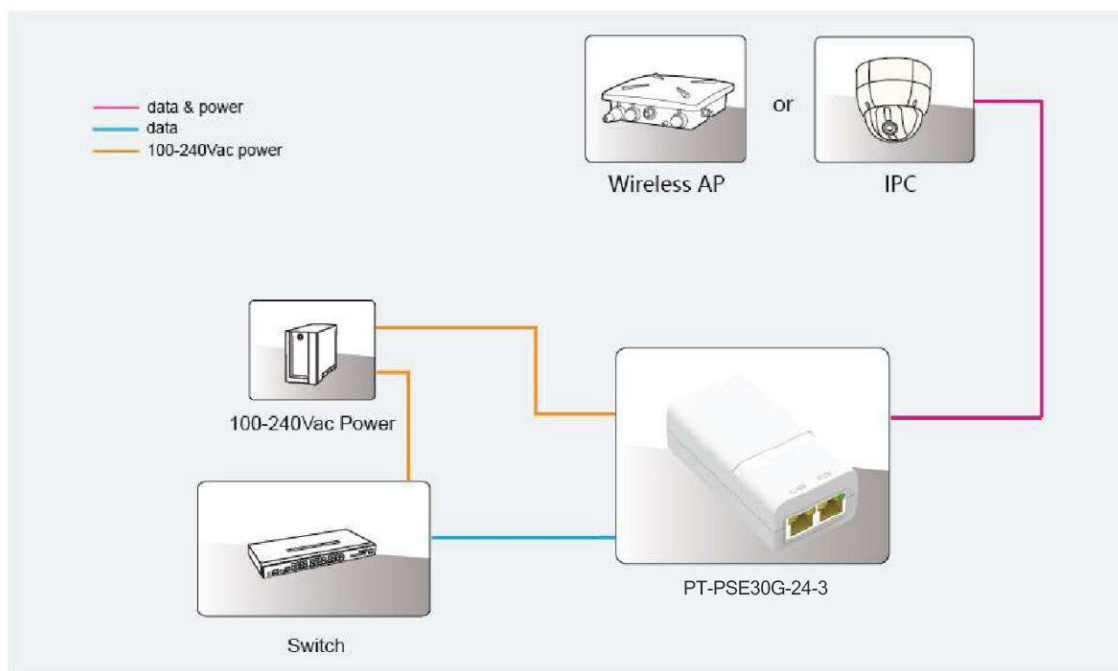 data & power
data
100-240Vac power
Wireless AP
or
IPC
100-240Vac Power
PT-PSE30G-24-3
Switch